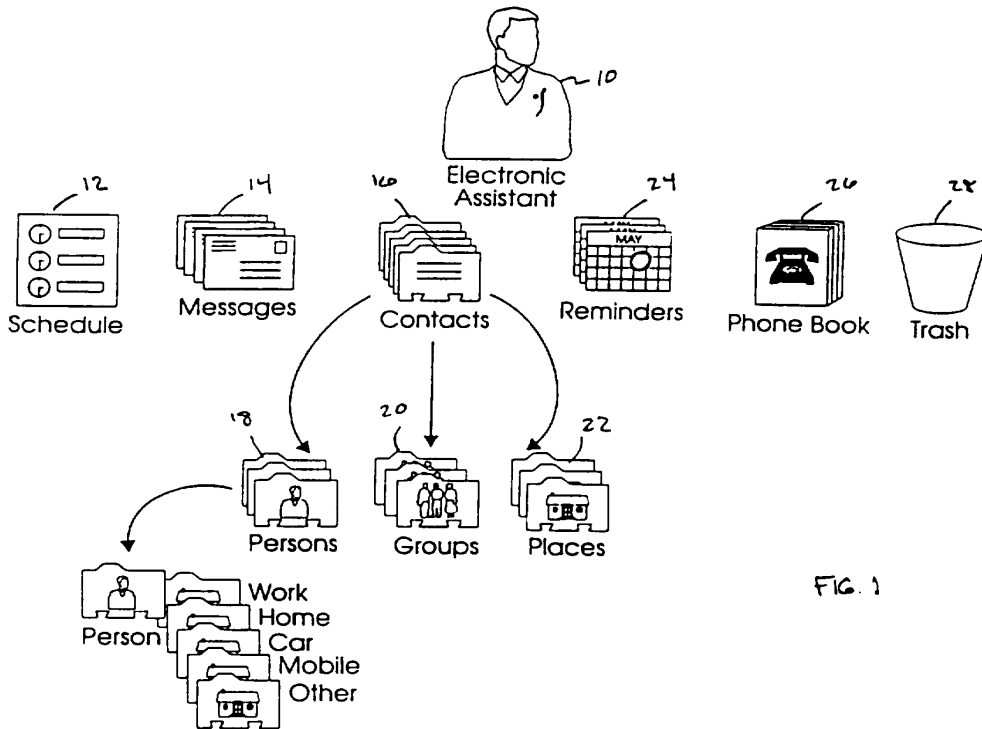 10
Electronic
Assistant
12
14
16
24
26
28
MAY
MAY
Schedule
Messages
Contacts
Reminders
Phone Book
Trash
18
20
22
Persons
Groups
Places
Work
Home
Car
Mobile
Other
Person
FIG. 1